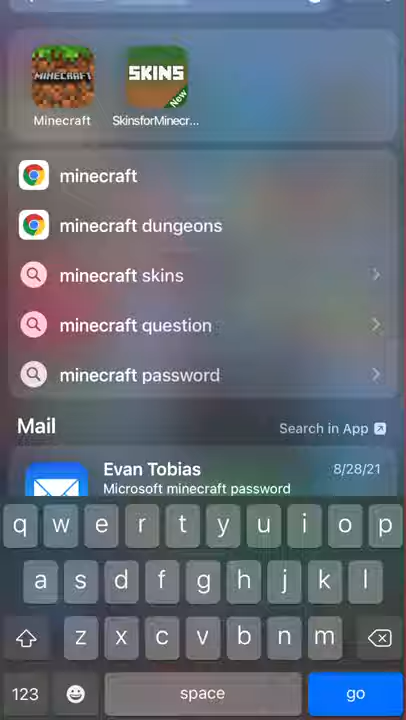 MINECRAFT
SKINS
New
Minecraft
SkinsforMinecr...
minecraft
minecraft dungeons
minecraft skins
minecraft question
minecraft password
Mail
Search in App
Evan Tobias
8/28/21
Microsoft minecraft password
q w e r t y u i o p
a s d f g h j k l
z x c v b n m
123
space
go